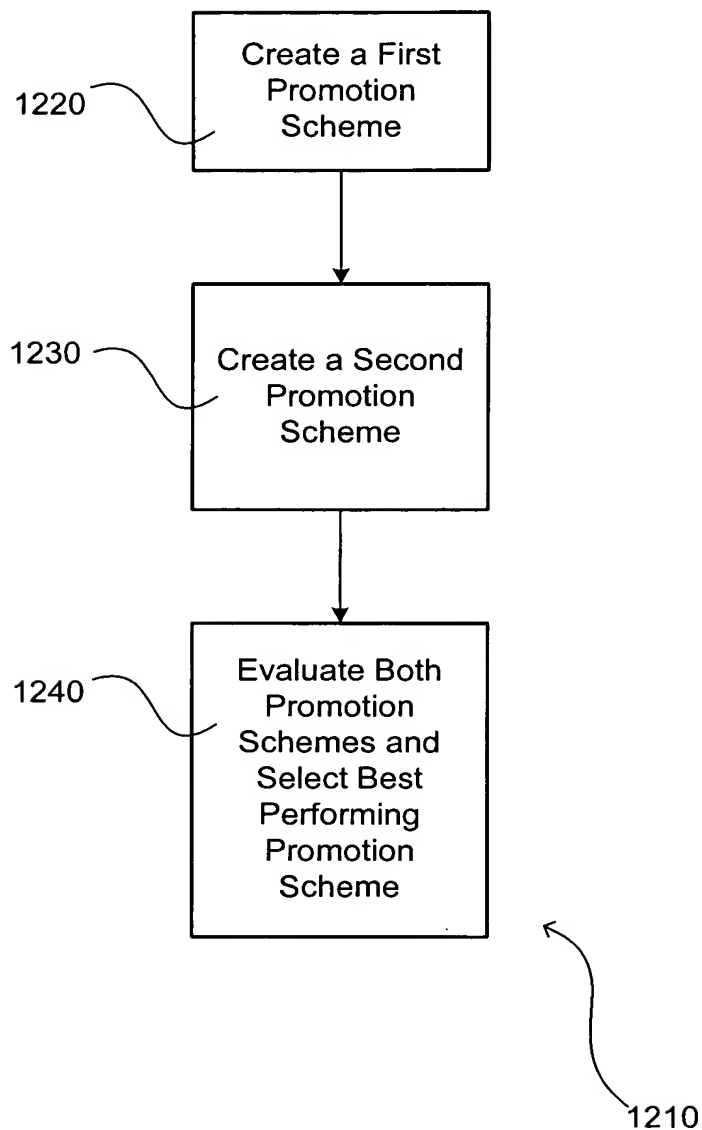 Create a First
Promotion
Scheme
1220
1230
Create a Second
Promotion
Scheme
1240
Evaluate Both
Promotion
Schemes and
Select Best
Performing
Promotion
Scheme
1210